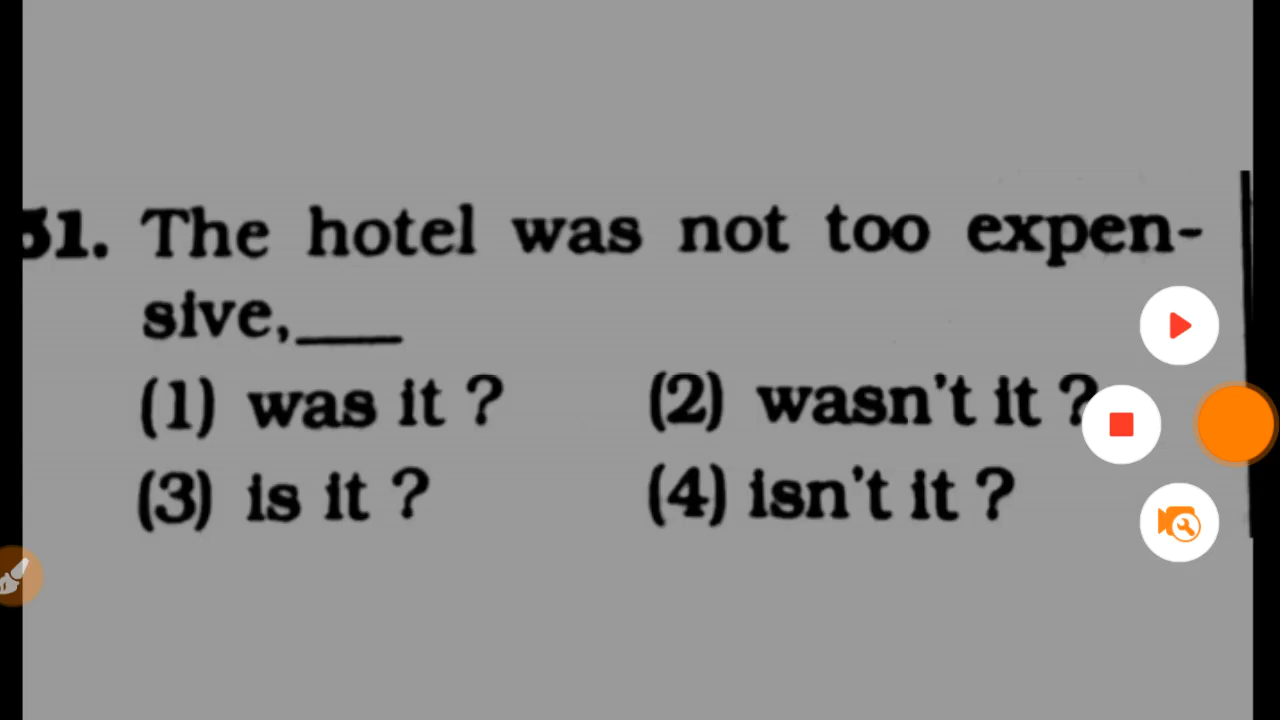 51. The hotel was not too expen-
sive,____
(1) was it ? (2) wasn't it ?
(3) is it ? (4) isn't it ?